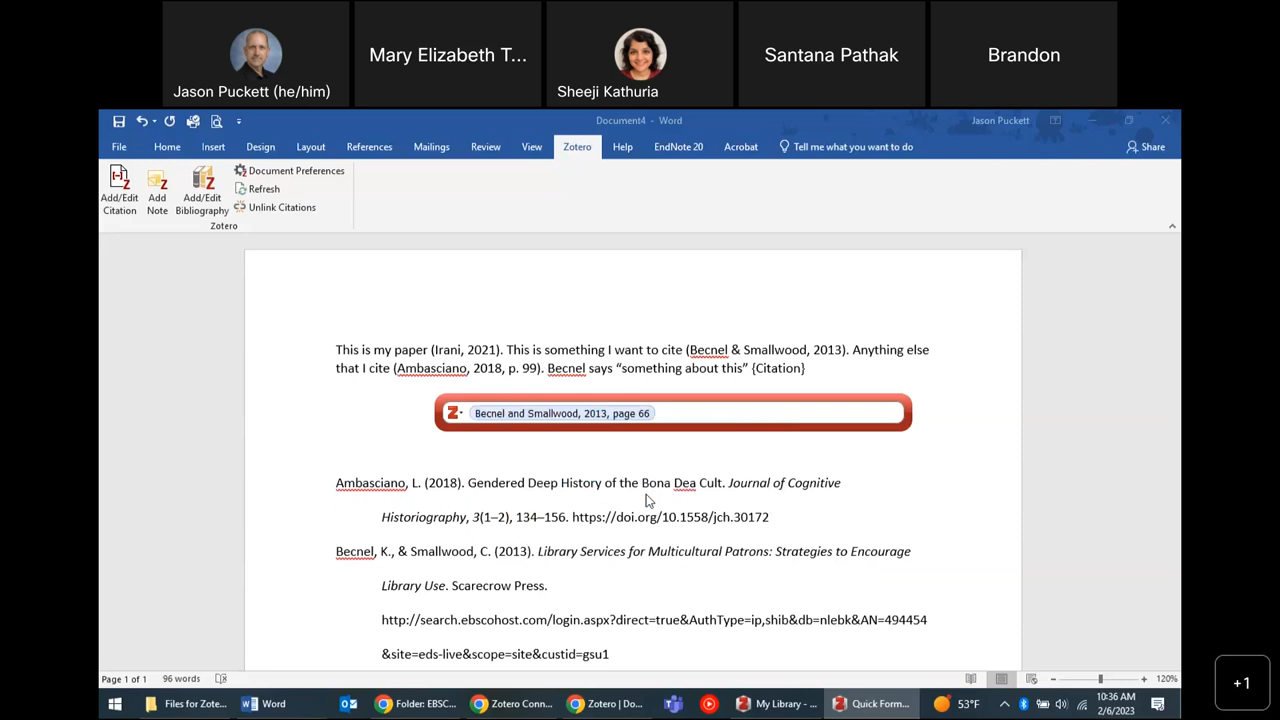 Jason Puckett (he/him)
Mary Elizabeth T...
Sheeji Kathuria
Santana Pathak
Brandon
Document4 - Word
Jason Puckett
File Home Insert Design Layout References Mailings Review View Zotero Help EndNote 20 Acrobat Tell me what you want to do Share
Add/Edit Citation
Add Note
Add/Edit Bibliography
Document Preferences
Refresh
Unlink Citations
Zotero
This is my paper (Irani, 2021). This is something I want to cite (Becnel & Smallwood, 2013). Anything else
that I cite (Ambasciano, 2018, p. 99). Becnel says “something about this” {Citation}
Z Becnel and Smallwood, 2013, page 66
Ambasciano, L. (2018). Gendered Deep History of the Bona Dea Cult. Journal of Cognitive
Historiography, 3(1–2), 134–156. https://doi.org/10.1558/jch.30172
Becnel, K., & Smallwood, C. (2013). Library Services for Multicultural Patrons: Strategies to Encourage
Library Use. Scarecrow Press.
http://search.ebscohost.com/login.aspx?direct=true&AuthType=ip,shib&db=nlebk&AN=494454
&site=eds-live&scope=site&custid=gsu1
Page 1 of 1 96 words 120%
Files for Zote... Word Folder: EBSC... Zotero Conn... Zotero | Do... My Library - ... Quick Form... 53°F 10:36 AM
2/6/2023
+1